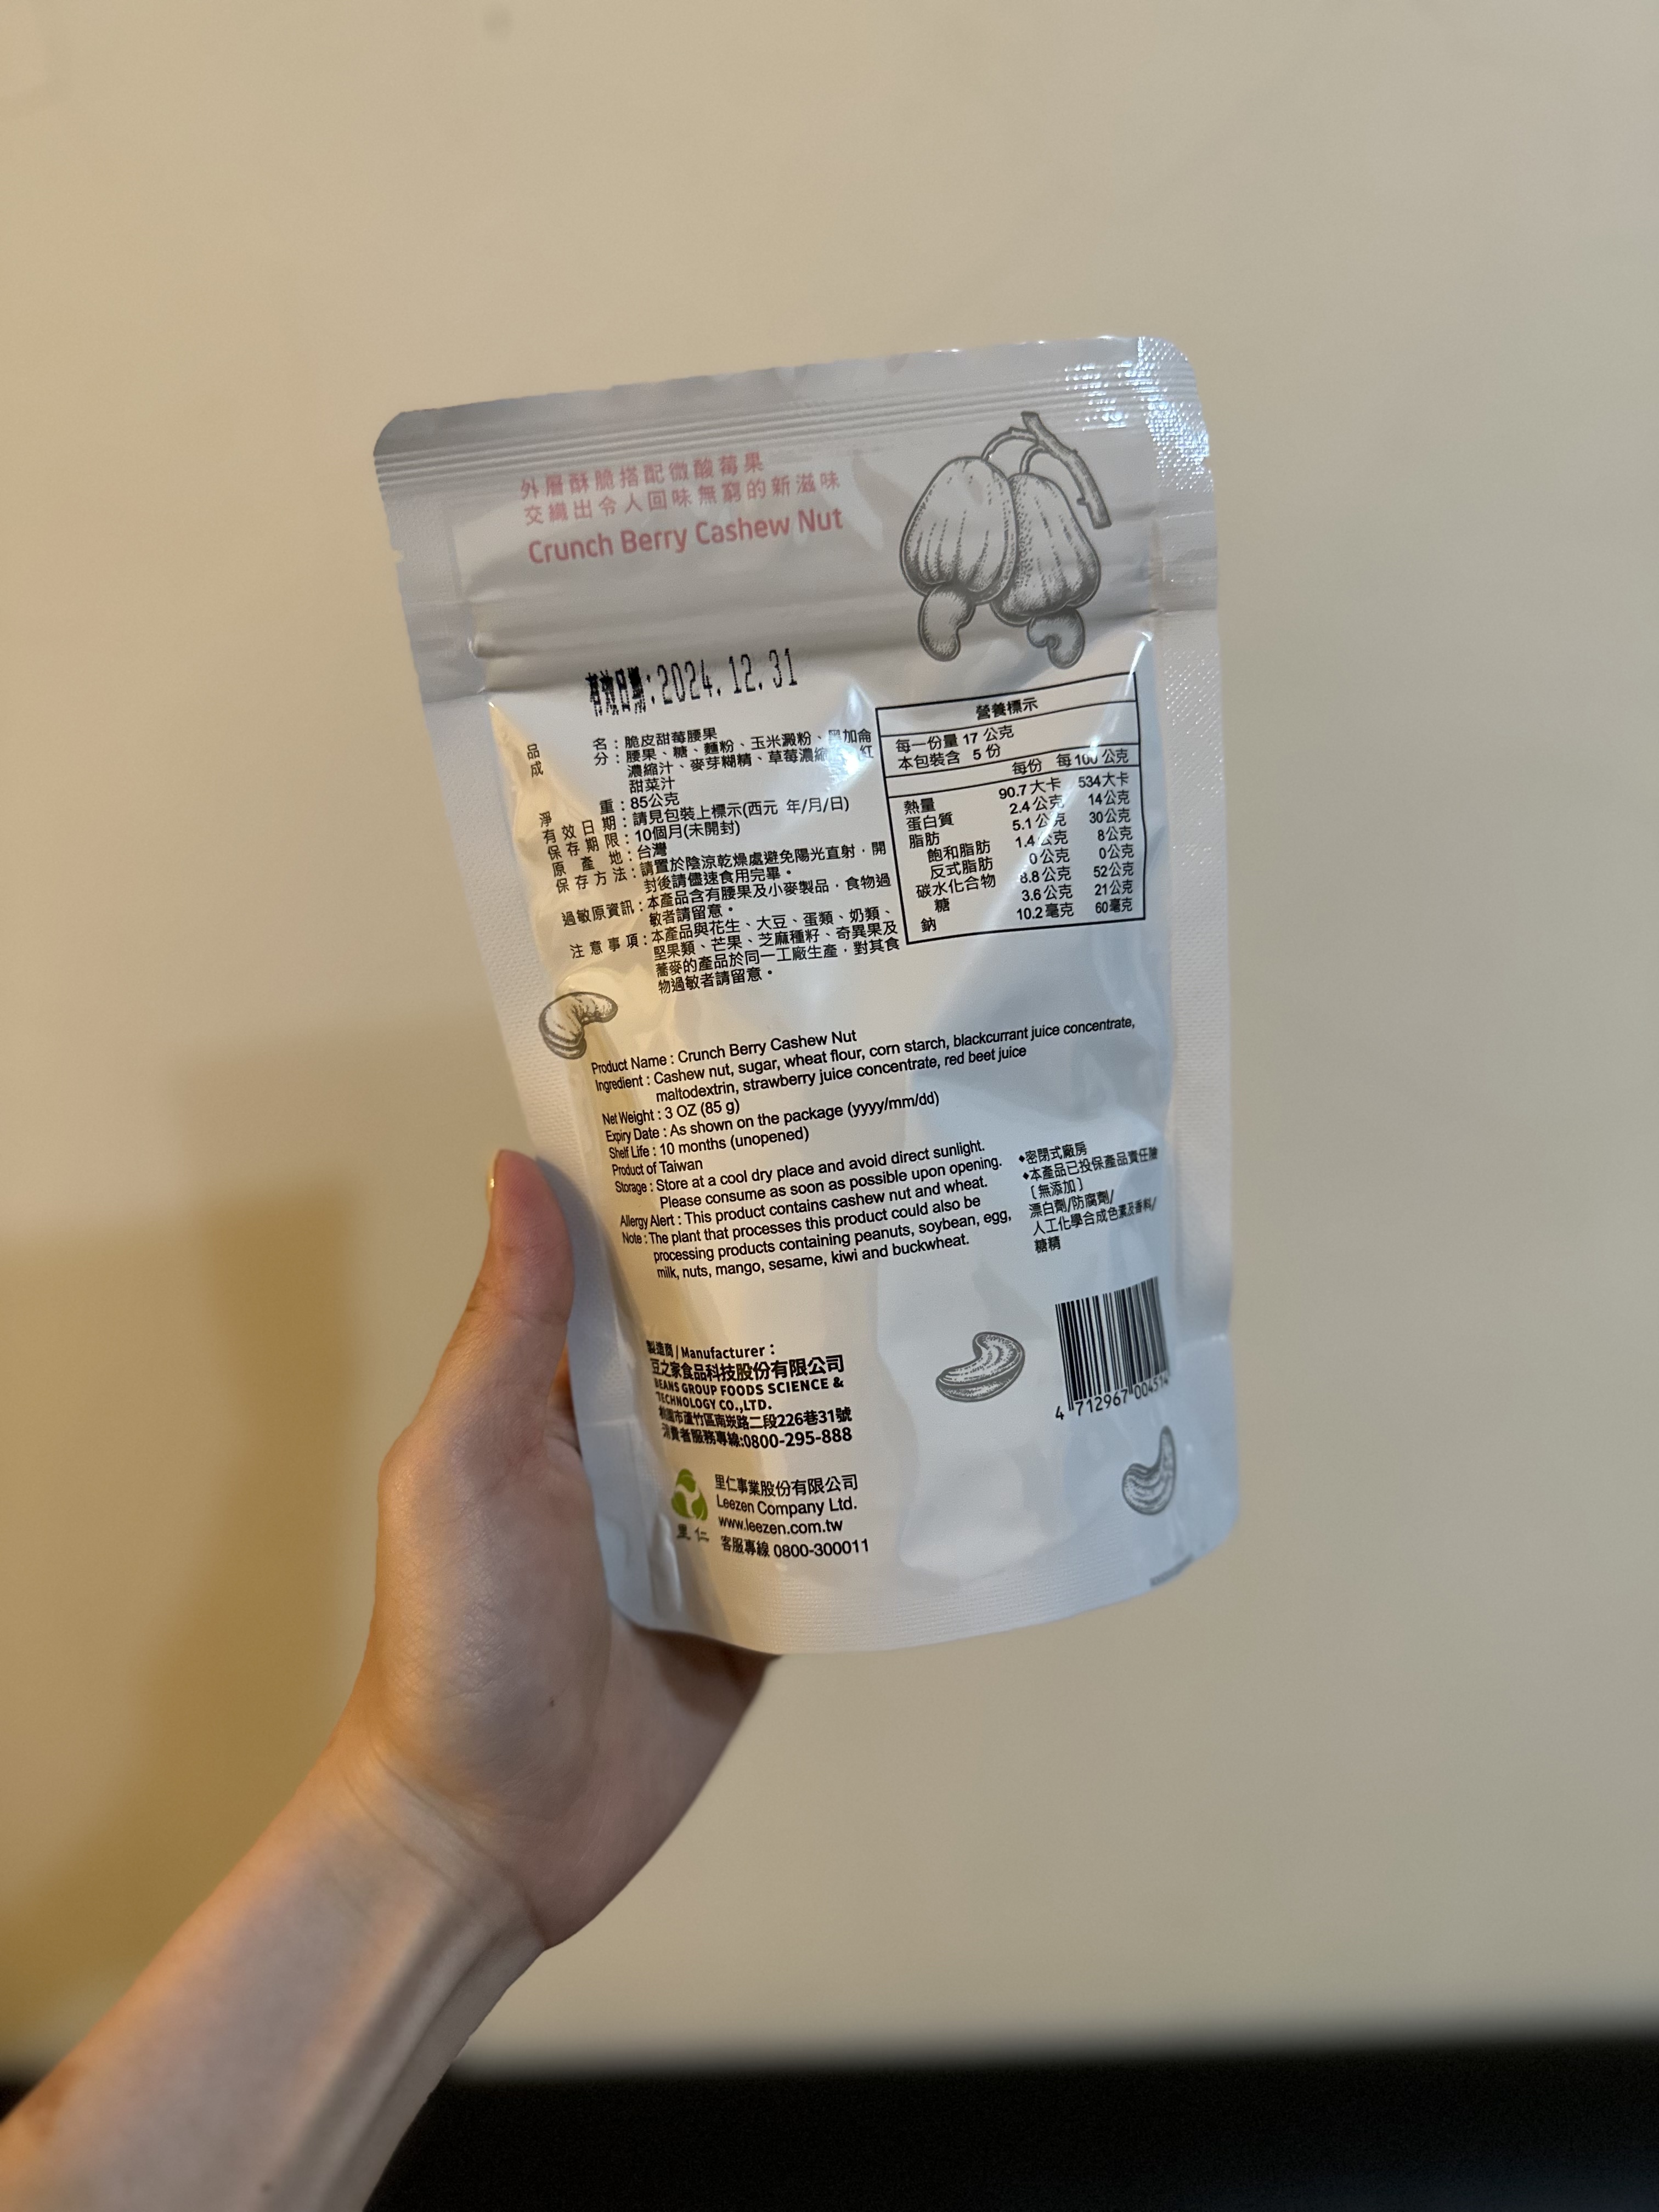 外層酥脆搭配微酸莓果
交織出令人回味無窮的新滋味
Crunch Berry Cashew Nut
有效日期:2024.12.31
品名:脆皮甜莓腰果
成分:腰果、糖、麵粉、玉米澱粉、黑加侖
濃縮汁、麥芽糊精、草莓濃縮 紅
甜菜汁
淨重:85公克
有效日期:請見包裝上標示(西元 年/月/日)
保存期限:10個月(未開封)
原產地:台灣
保存方法:請置於陰涼乾燥處避免陽光直射,開
封後請儘速食用完畢。
過敏原資訊:本產品含有腰果及小麥製品,食物過
敏者請留意。
注意事項:本產品與花生、大豆、蛋類、奶類、
堅果類、芒果、芝麻種籽、奇異果及
蕎麥的產品於同一工廠生產,對其食
物過敏者請留意。
營養標示
每一份量 17 公克
本包裝含 5 份
每份 每100公克
熱量 90.7大卡 534大卡
蛋白質 2.4公克 14公克
脂肪 5.1公克 30公克
飽和脂肪 1.4公克 8公克
反式脂肪 0公克 0公克
碳水化合物 8.8公克 52公克
糖 3.6公克 21公克
鈉 10.2毫克 60毫克
Product Name : Crunch Berry Cashew Nut
Ingredient : Cashew nut, sugar, wheat flour, corn starch, blackcurrant juice concentrate,
maltodextrin, strawberry juice concentrate, red beet juice
Net Weight : 3 OZ (85 g)
Expiry Date : As shown on the package (yyyy/mm/dd)
Shelf Life : 10 months (unopened)
Product of Taiwan
Storage : Store at a cool dry place and avoid direct sunlight.
Please consume as soon as possible upon opening.
Allergy Alert : This product contains cashew nut and wheat.
Note : The plant that processes this product could also be
processing products containing peanuts, soybean, egg,
milk, nuts, mango, sesame, kiwi and buckwheat.
◆密閉式廠房
◆本產品已投保產品責任險
〔無添加〕
漂白劑/防腐劑/
人工化學合成色素及香料/
糖精
製造商/Manufacturer:
豆之家食品科技股份有限公司
BEANS GROUP FOODS SCIENCE &
TECHNOLOGY CO.,LTD.
桃園市蘆竹區南崁路二段226巷31號
消費者服務專線:0800-295-888
4 712967 004514
里仁
里仁事業股份有限公司
Leezen Company Ltd.
www.leezen.com.tw
客服專線 0800-300011